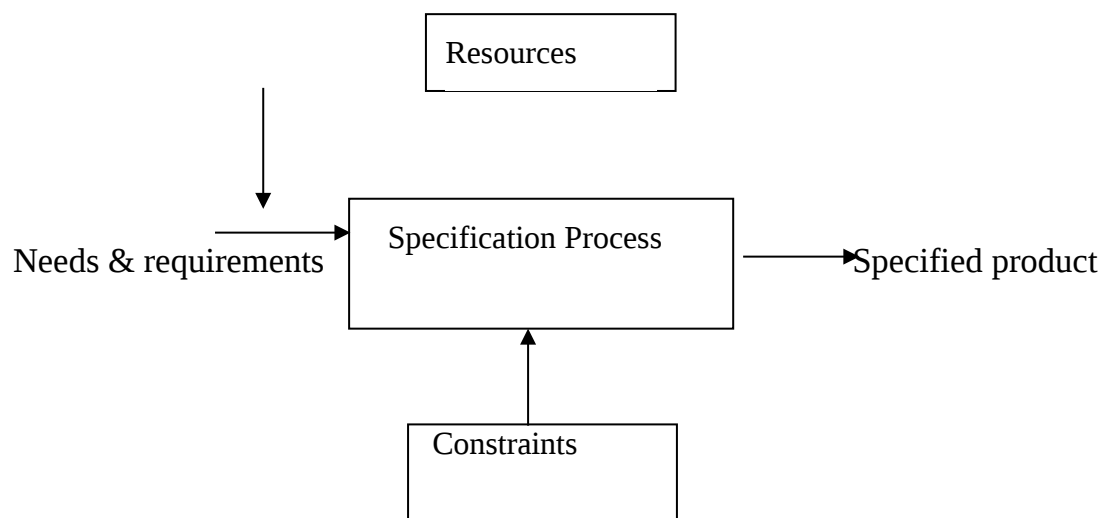 Resources
Specification Process
Needs & requirements
Specified product
Constraints